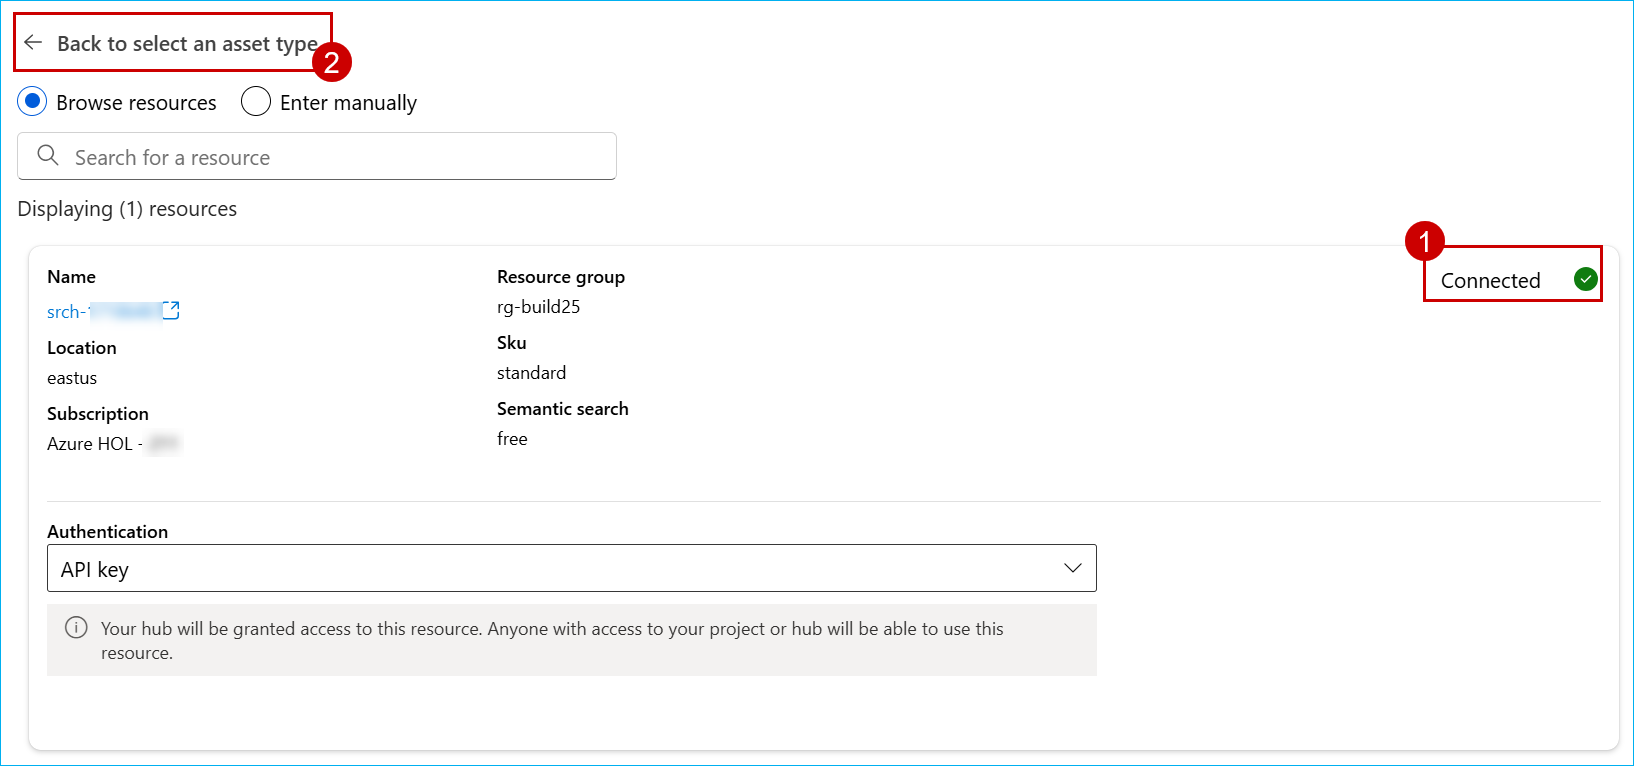 Back to select an asset type
2
Browse resources
Enter manually
Search for a resource
Displaying (1) resources
1
Connected
Name
srch-
Location
eastus
Subscription
Azure HOL -
Resource group
rg-build25
Sku
standard
Semantic search
free
Authentication
API key
Your hub will be granted access to this resource. Anyone with access to your project or hub will be able to use this
resource.